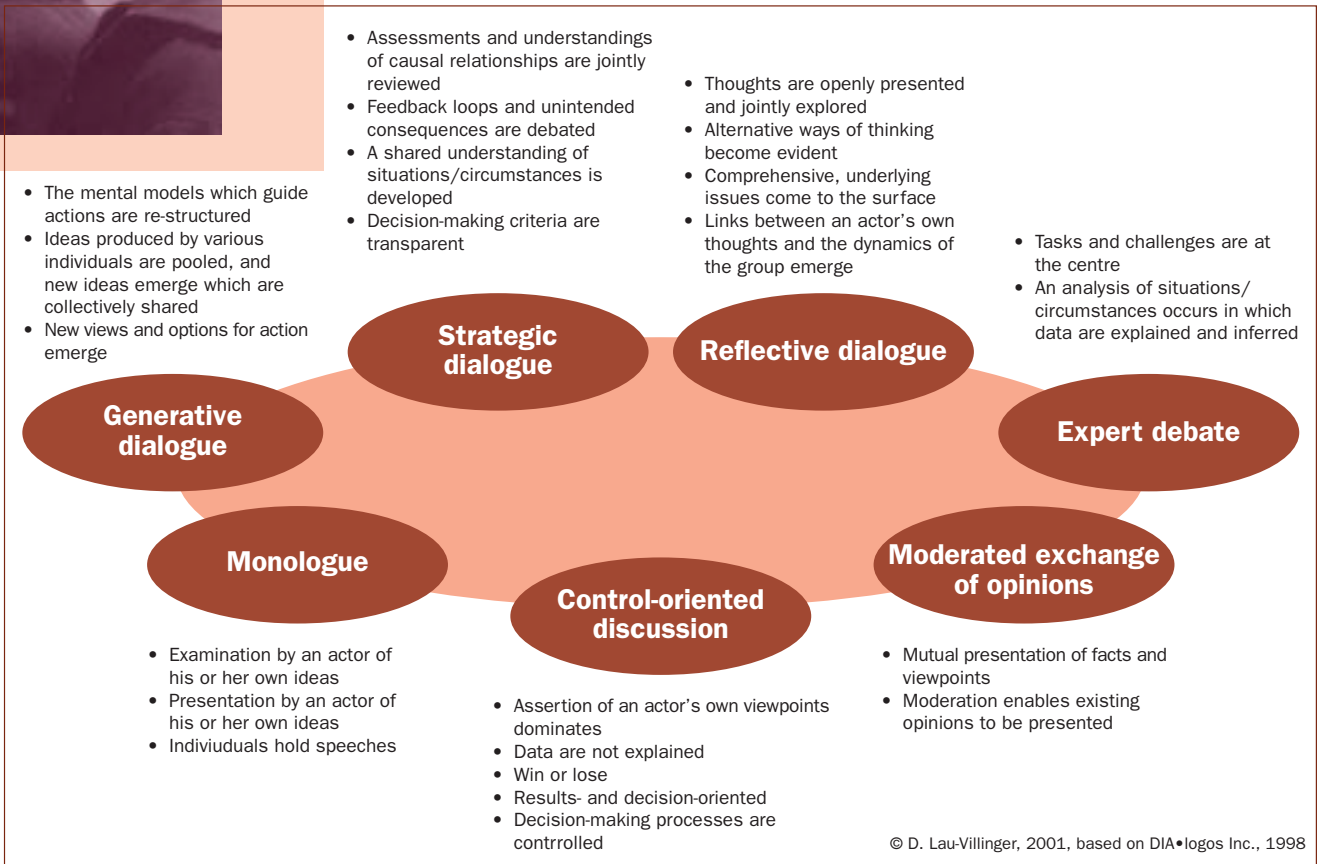 • Assessments and understandings
of causal relationships are jointly
reviewed
• Feedback loops and unintended
consequences are debated
• A shared understanding of
situations/circumstances is
developed
• Decision-making criteria are
transparent
• Thoughts are openly presented
and jointly explored
• Alternative ways of thinking
become evident
• Comprehensive, underlying
issues come to the surface
• Links between an actor's own
thoughts and the dynamics of
the group emerge
• The mental models which guide
actions are re-structured
• Ideas produced by various
individuals are pooled, and
new ideas emerge which are
collectively shared
• New views and options for action
emerge
• Tasks and challenges are at
the centre
• An analysis of situations/
circumstances occurs in which
data are explained and inferred
Strategic
dialogue
Reflective dialogue
Generative
dialogue
Expert debate
Monologue
Control-oriented
discussion
Moderated exchange
of opinions
• Examination by an actor of
his or her own ideas
• Presentation by an actor of
his or her own ideas
• Indiviuduals hold speeches
• Assertion of an actor's own viewpoints
dominates
• Data are not explained
• Win or lose
• Results- and decision-oriented
• Decision-making processes are
contrrolled
• Mutual presentation of facts and
viewpoints
• Moderation enables existing
opinions to be presented
© D. Lau-Villinger, 2001, based on DIA•logos Inc., 1998